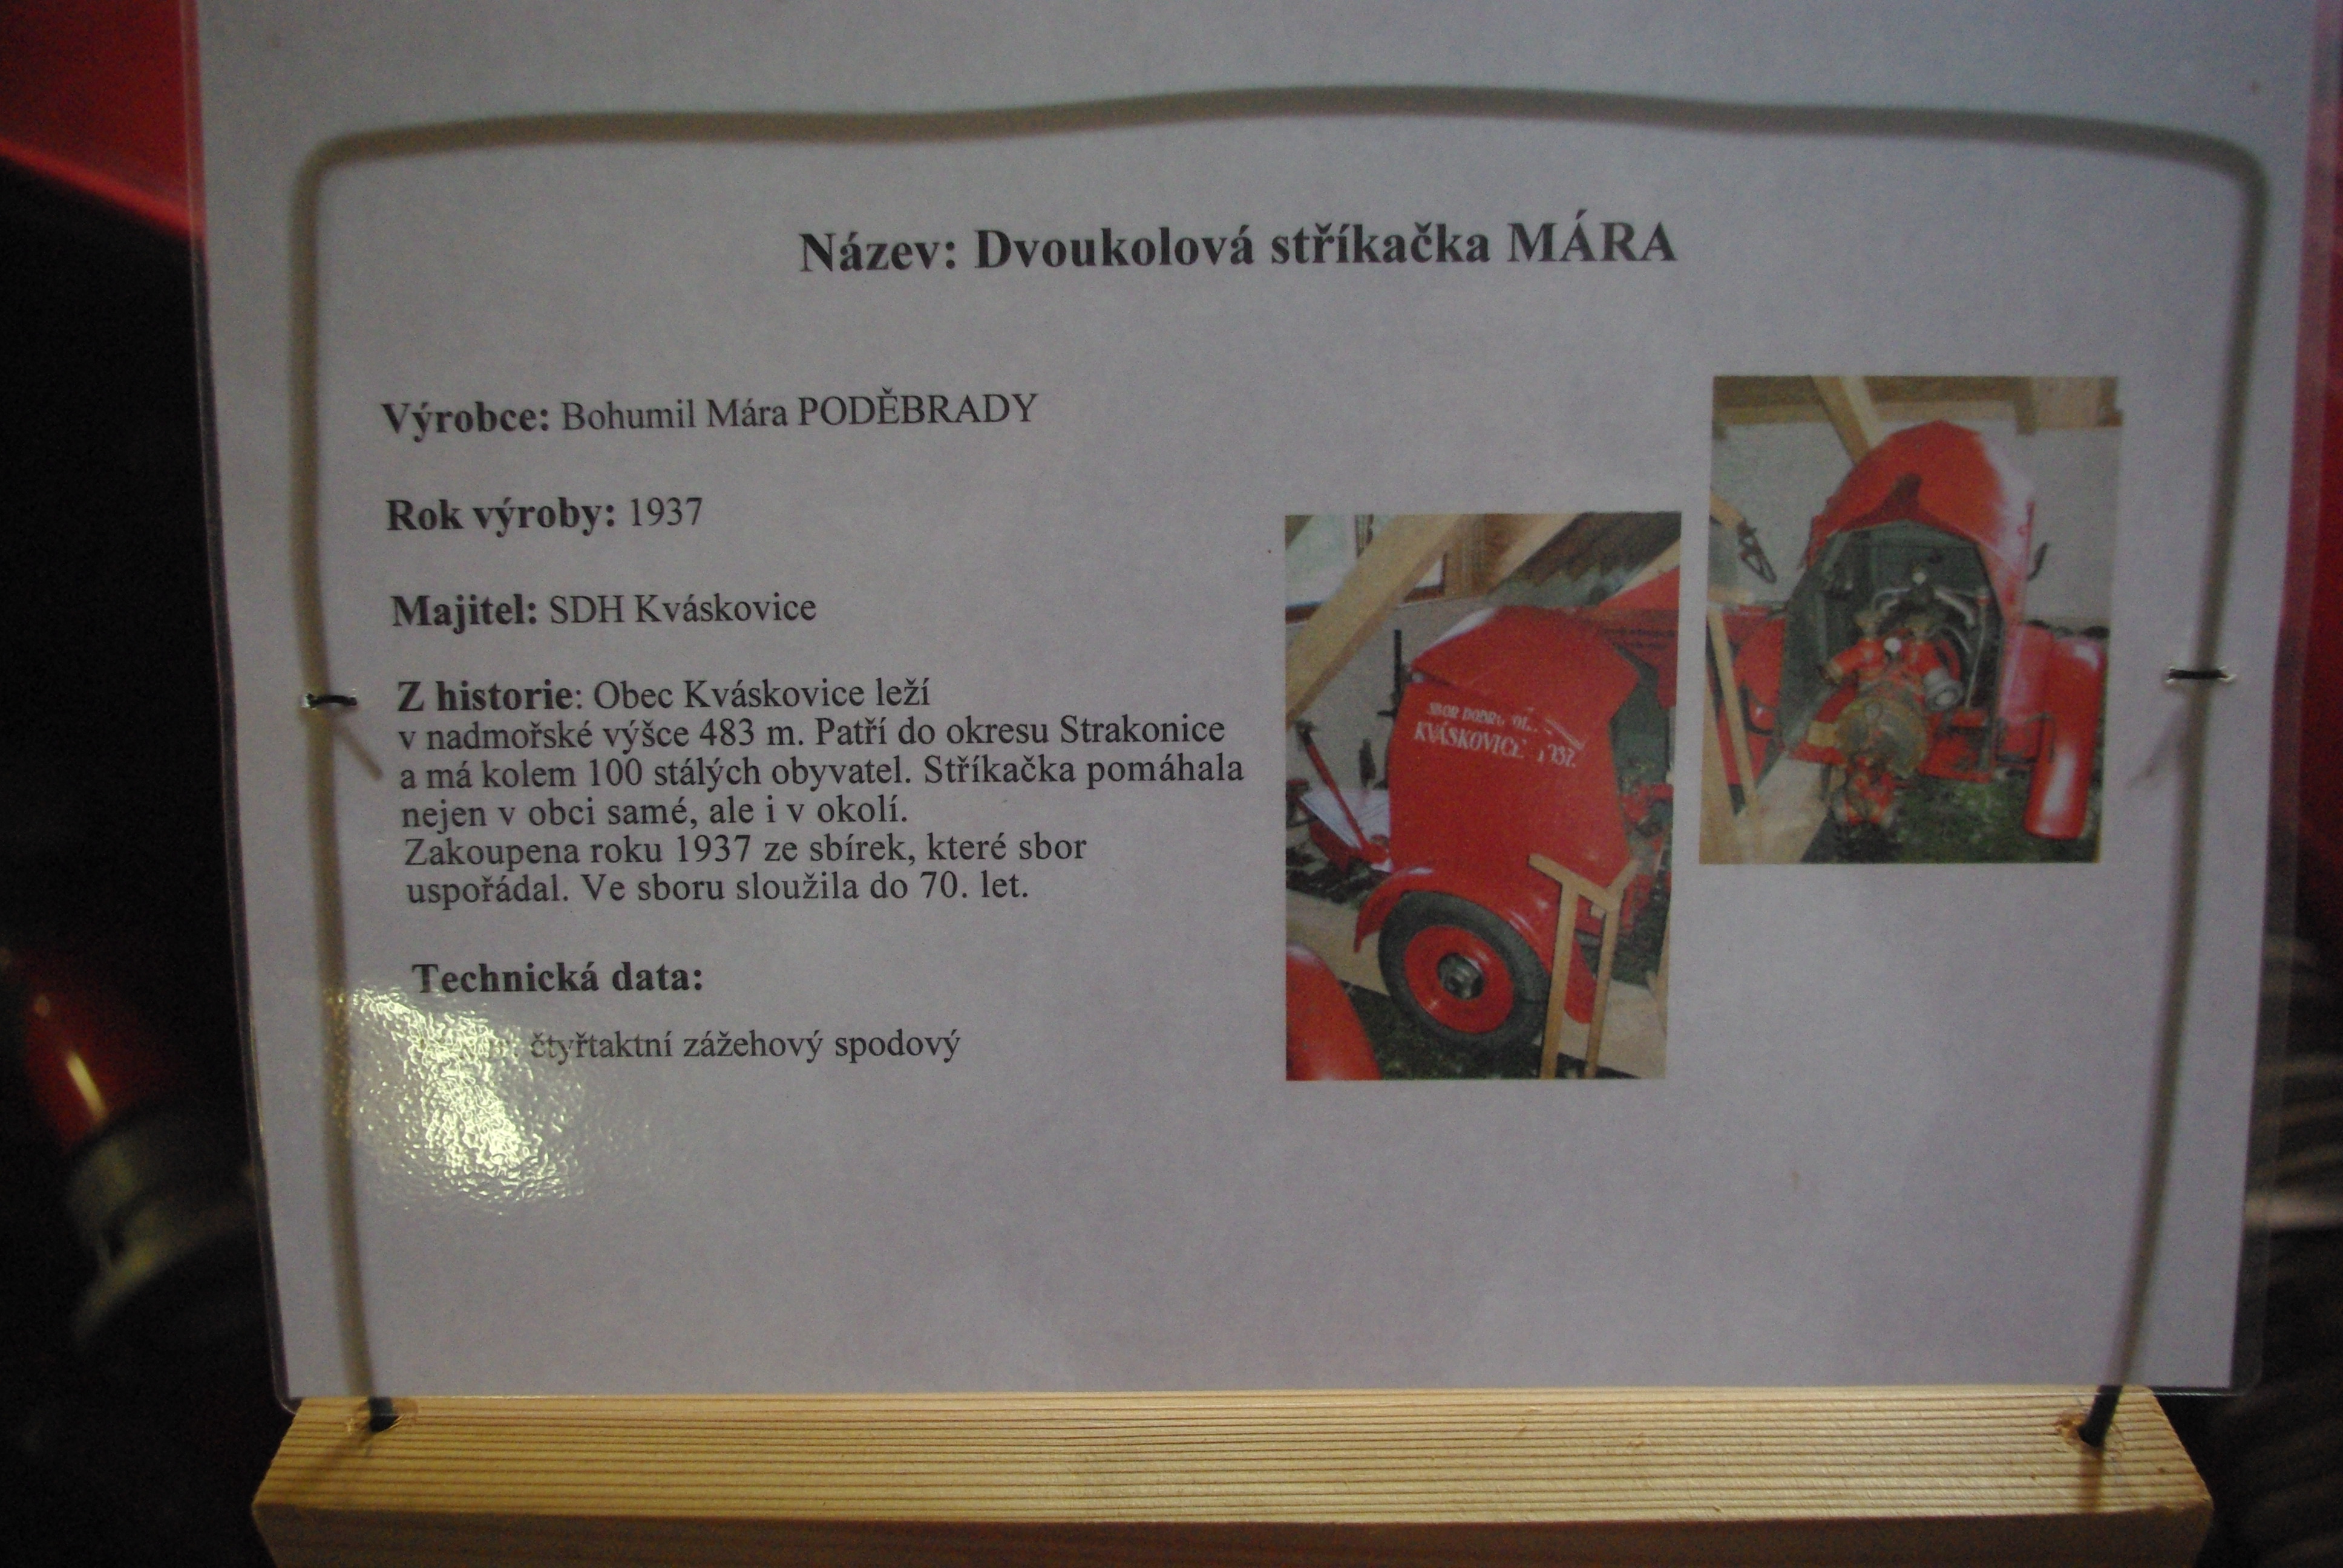 Název: Dvoukolová stříkačka MÁRA
Výrobce: Bohumil Mára PODĚBRADY
Rok výroby: 1937
Majitel: SDH Kváskovice
Z historie: Obec Kváskovice leží
v nadmořské výšce 483 m. Patří do okresu Strakonice
a má kolem 100 stálých obyvatel. Stříkačka pomáhala
nejen v obci samé, ale i v okolí.
Zakoupena roku 1937 ze sbírek, které sbor
uspořádal. Ve sboru sloužila do 70. let.
Technická data:
čtyřtaktní zážehový spodový
SBOR
KVÁSKOVICE